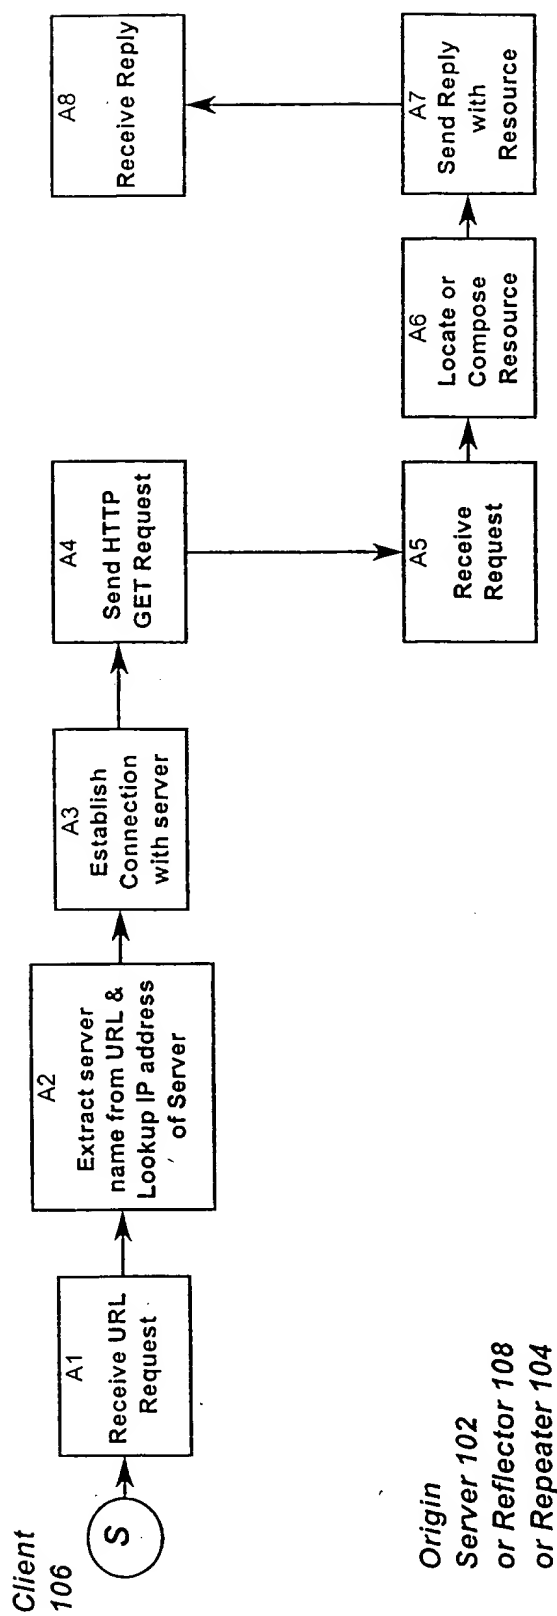 Client
106
S
A1
Receive URL
Request
A2
Extract server
name from URL &
Lookup IP address
of Server
A3
Establish
Connection
with server
A4
Send HTTP
GET Request
A8
Receive Reply
Origin
Server 102
or Reflector 108
or Repeater 104
A5
Receive
Request
A6
Locate or
Compose
Resource
A7
Send Reply
with
Resource